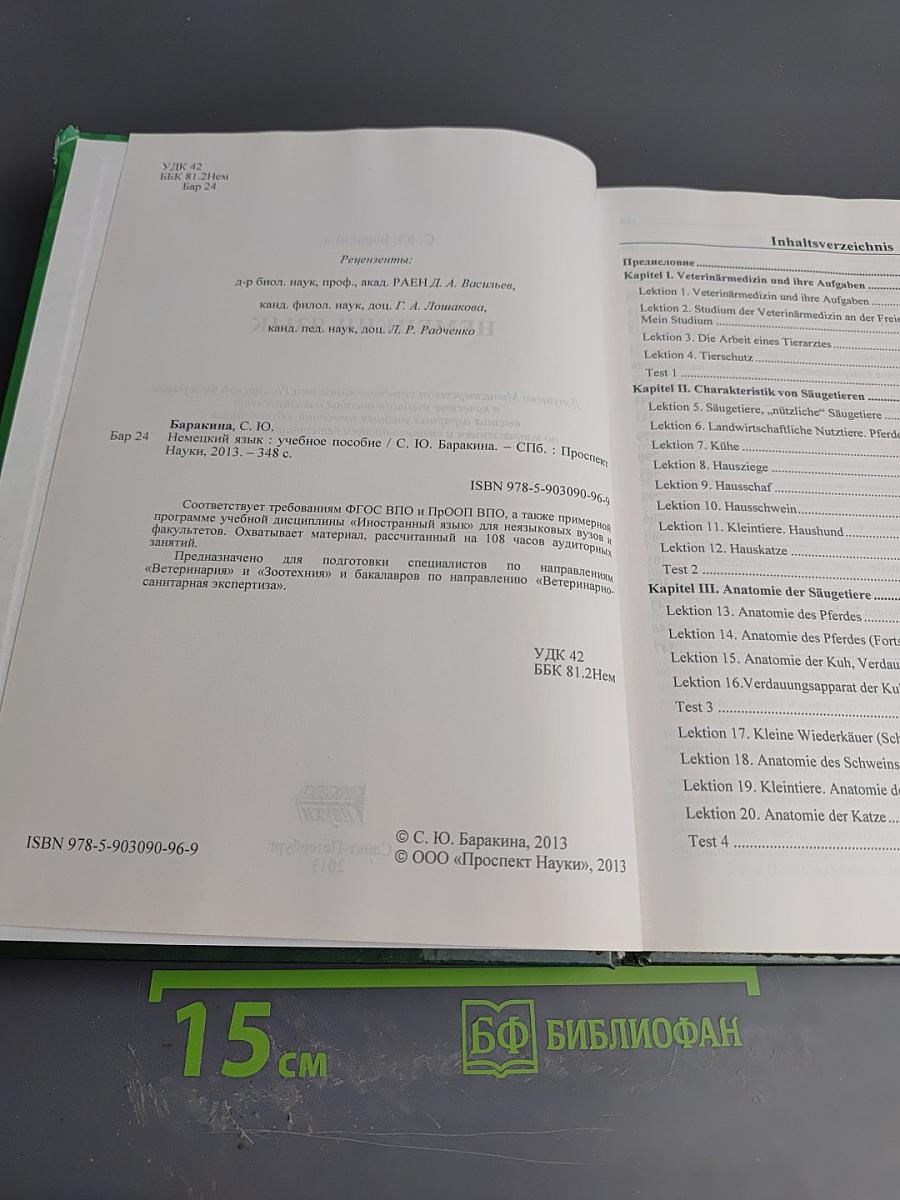 УДК 42
ББК 81.2Нем
Бар 24
Рецензенты:
д-р биол. наук, проф., акад. РАЕН Д. А. Васильев,
канд. филол. наук, доц. Г. А. Лошакова,
канд. пед. наук, доц. Л. Р. Радченко
Баракина, С. Ю.
Бар 24
Немецкий язык : учебное пособие / С. Ю. Баракина. – СПб. : Проспект
Науки, 2013. – 348 с.
ISBN 978-5-903090-96-9
Соответствует требованиям ФГОС ВПО и ПрООП ВПО, а также примерной
программе учебной дисциплины «Иностранный язык» для неязыковых вузов и
факультетов. Охватывает материал, рассчитанный на 108 часов аудиторных
занятий.
Предназначено для подготовки специалистов по направлениям
«Ветеринария» и «Зоотехния» и бакалавров по направлению «Ветеринарно-
санитарная экспертиза».
УДК 42
ББК 81.2Нем
ISBN 978-5-903090-96-9
© С. Ю. Баракина, 2013
© ООО «Проспект Науки», 2013
Inhaltsverzeichnis
Предисловие
Kapitel I. Veterinärmedizin und ihre Aufgaben
Lektion 1. Veterinärmedizin und ihre Aufgaben
Lektion 2. Studium der Veterinärmedizin an der Freie
Mein Studium
Lektion 3. Die Arbeit eines Tierarztes
Lektion 4. Tierschutz
Test 1
Kapitel II. Charakteristik von Säugetieren
Lektion 5. Säugetiere, „nützliche“ Säugetiere
Lektion 6. Landwirtschaftliche Nutztiere. Pferde
Lektion 7. Kühe
Lektion 8. Hausziege
Lektion 9. Hausschaf
Lektion 10. Hausschwein
Lektion 11. Kleintiere. Haushund
Lektion 12. Hauskatze
Test 2
Kapitel III. Anatomie der Säugetiere
Lektion 13. Anatomie des Pferdes
Lektion 14. Anatomie des Pferdes (Forts
Lektion 15. Anatomie der Kuh, Verdau
Lektion 16.Verdauungsapparat der Ku
Test 3
Lektion 17. Kleine Wiederkäuer (Sch
Lektion 18. Anatomie des Schweins
Lektion 19. Kleintiere. Anatomie de
Lektion 20. Anatomie der Katze
Test 4
15 см
БФ БИБЛИОФАН